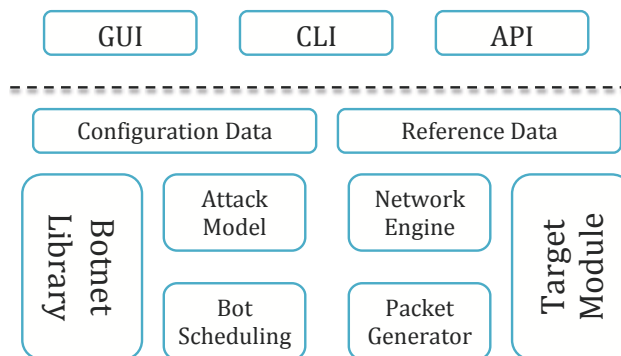 GUI
CLI
API
Configuration Data
Reference Data
Botnet
Library
Attack
Model
Network
Engine
Target
Module
Bot
Scheduling
Packet
Generator